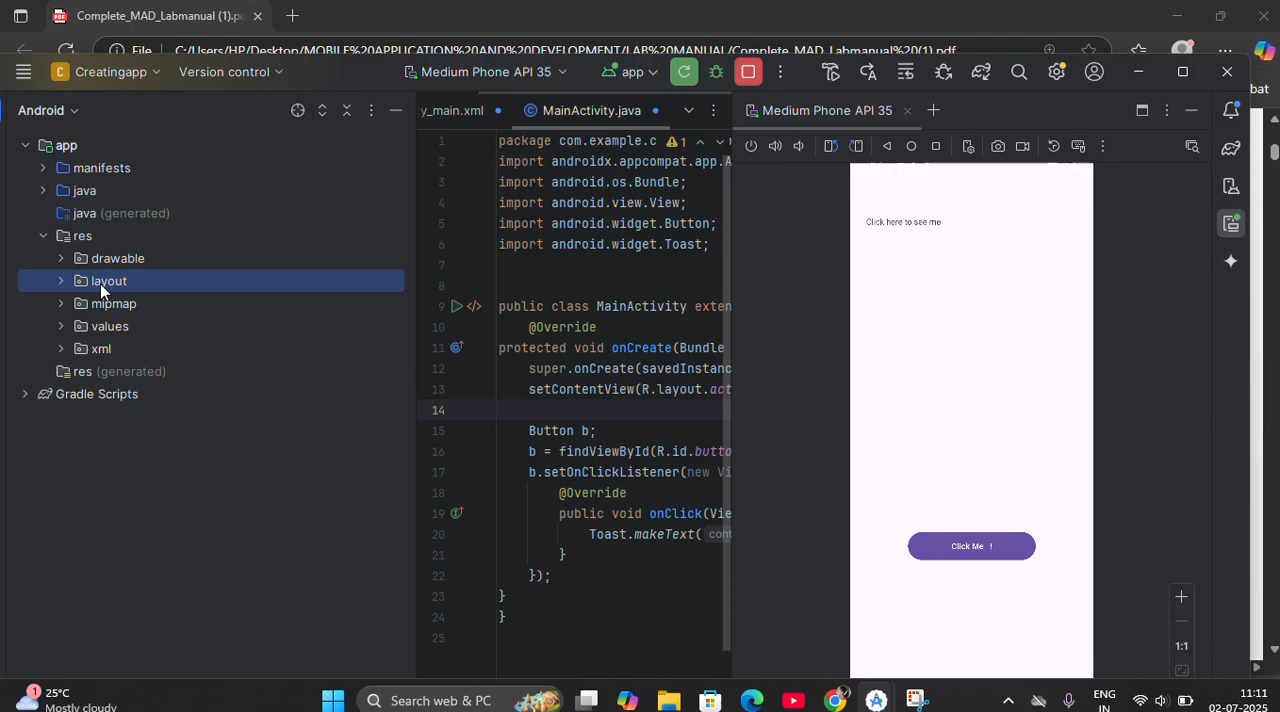 Complete_MAD_Labmanual (1).pd
File C:/Users/HP/Desktop/MOBILE%20APPLICATION%20AND%20DEVELOPMENT/LAB%20MANUAL/Complete_MAD_Labmanual%20(1).pdf
C Creatingapp
Version control
Medium Phone API 35
app
bat
Android
app
manifests
java
java (generated)
res
drawable
layout
mipmap
values
xml
res (generated)
Gradle Scripts
y_main.xml
MainActivity.java
1 package com.example.c
1
2 import androidx.appcompat.app.A
3 import android.os.Bundle;
4 import android.view.View;
5 import android.widget.Button;
6 import android.widget.Toast;
7
8
9 public class MainActivity exten
10 @Override
11 protected void onCreate(Bundle
12 super.onCreate(savedInstanc
13 setContentView(R.layout.act
14
15 Button b;
16 b = findViewById(R.id.butto
17 b.setOnClickListener(new Vi
18 @Override
19 public void onClick(Vie
20 Toast.makeText( cont
21 }
22 });
23 }
24 }
25
Medium Phone API 35
Click here to see me
Click Me !
1:1
1
25°C
Mostly cloudy
Search web & PC
ENG
IN
11:11
02-07-2025